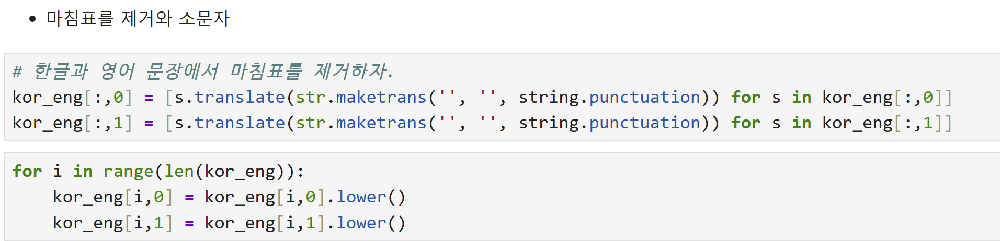 • 마침표를 제거와 소문자
# 한글과 영어 문장에서 마침표를 제거하자.
kor_eng[:,0] = [s.translate(str.maketrans('', '', string.punctuation)) for s in kor_eng[:,0]]
kor_eng[:,1] = [s.translate(str.maketrans('', '', string.punctuation)) for s in kor_eng[:,1]]
for i in range(len(kor_eng)):
    kor_eng[i,0] = kor_eng[i,0].lower()
    kor_eng[i,1] = kor_eng[i,1].lower()